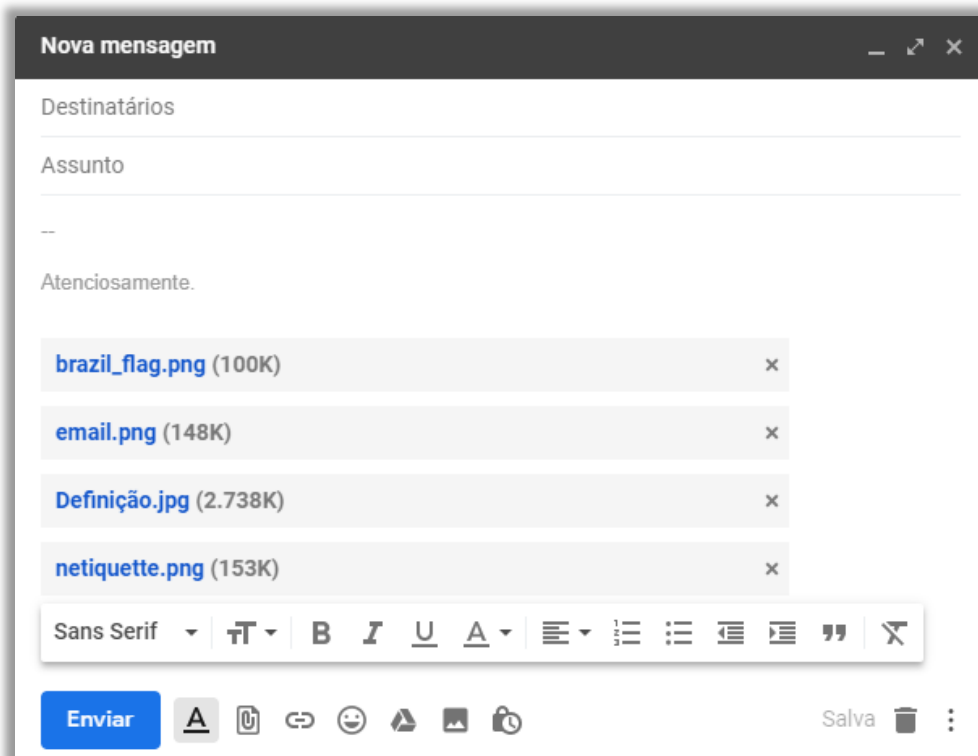 Nova mensagem
Destinatários
Assunto
--
Atenciosamente.
brazil_flag.png (100K)
email.png (148K)
Definição.jpg (2.738K)
netiquette.png (153K)
Sans Serif
Enviar
Salva